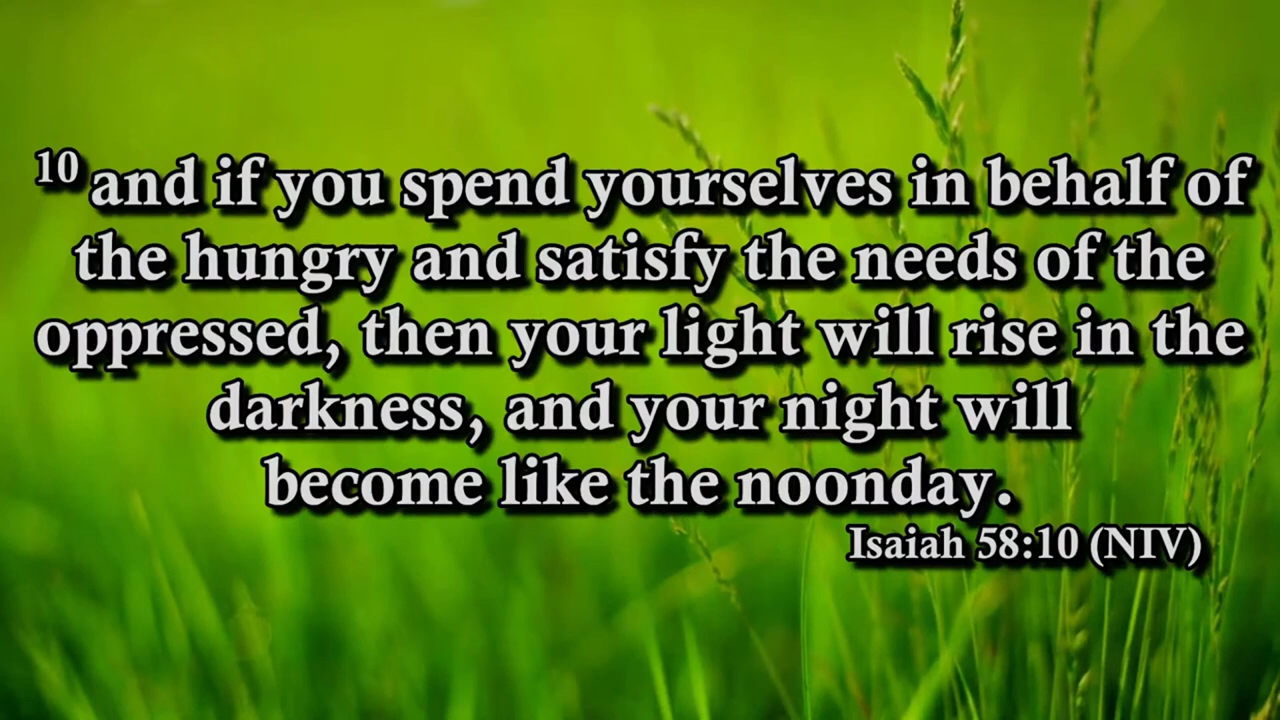 10 and if you spend yourselves in behalf of
the hungry and satisfy the needs of the
oppressed, then your light will rise in the
darkness, and your night will
become like the noonday.
Isaiah 58:10 (NIV)